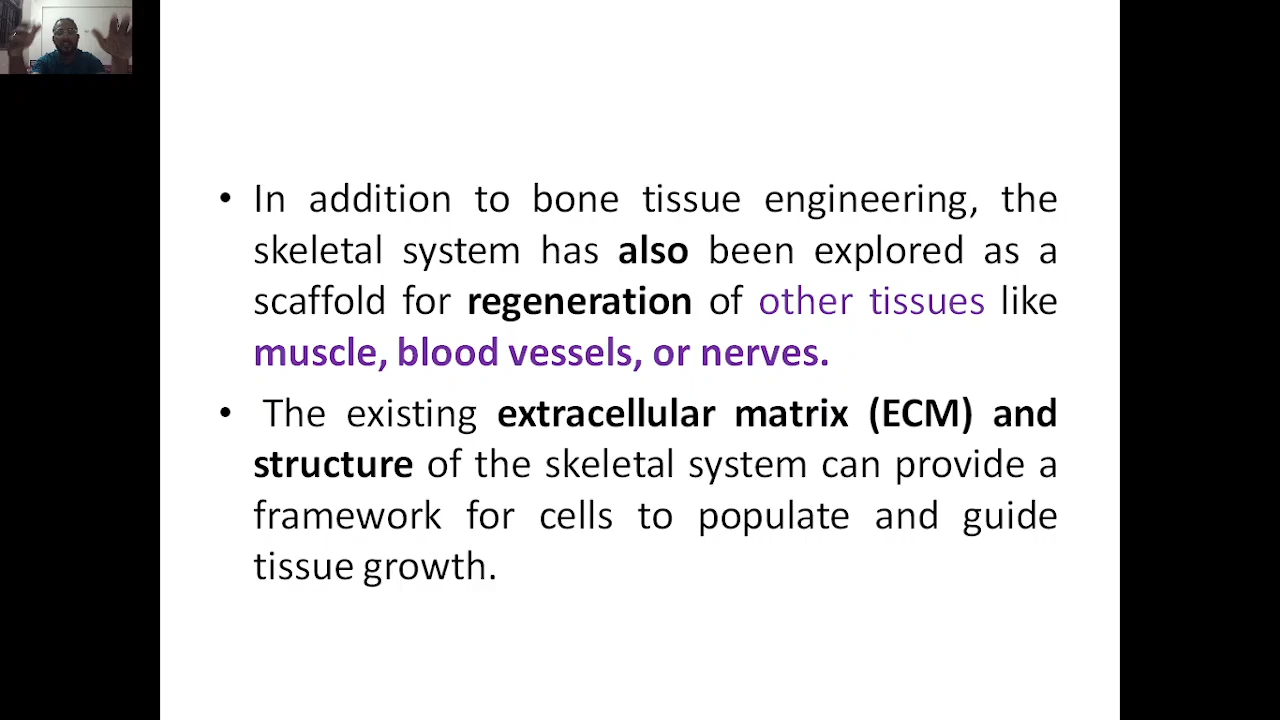 • In addition to bone tissue engineering, the
skeletal system has also been explored as a
scaffold for regeneration of other tissues like
muscle, blood vessels, or nerves.
• The existing extracellular matrix (ECM) and
structure of the skeletal system can provide a
framework for cells to populate and guide
tissue growth.